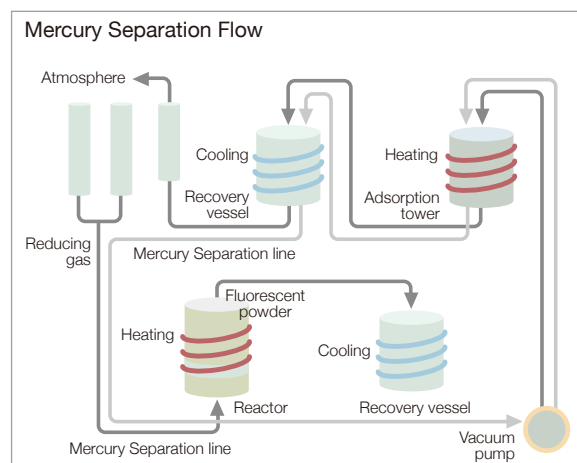 Mercury Separation Flow
Atmosphere
Cooling
Heating
Recovery
vessel
Adsorption
tower
Reducing
gas
Mercury Separation line
Fluorescent
powder
Heating
Cooling
Reactor
Recovery vessel
Mercury Separation line
Vacuum
pump